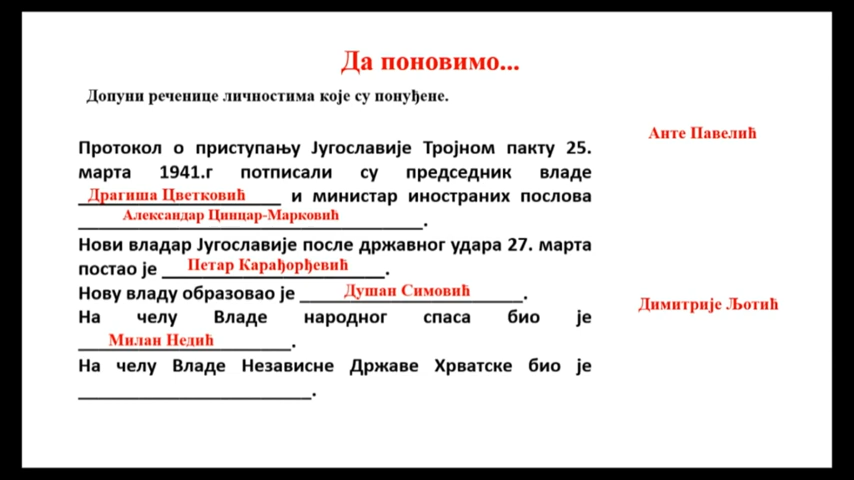 Да поновимо...
Допуни реченице личностима које су понуђене.
Анте Павелић
Протокол о приступању Југославије Тројном пакту 25.
марта 1941.г потписали су председник владе
Драгиша Цветковић и министар иностраних послова
Александар Цинцар-Марковић.
Нови владар Југославије после државног удара 27. марта
постао је Петар Карађорђевић.
Нову владу образовао је Душан Симовић.
Димитрије Љотић
На челу Владе народног спаса био је
Милан Недић.
На челу Владе Независне Државе Хрватске био је
____________________.